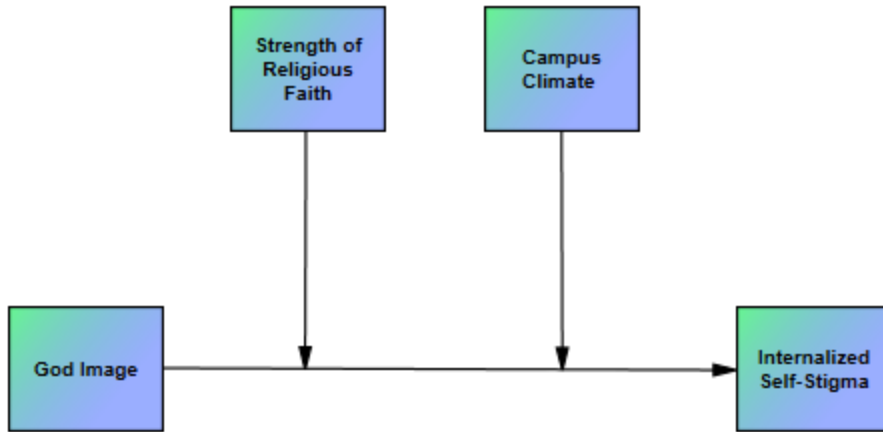 Strength of
Religious
Faith
Campus
Climate
God Image
Internalized
Self-Stigma